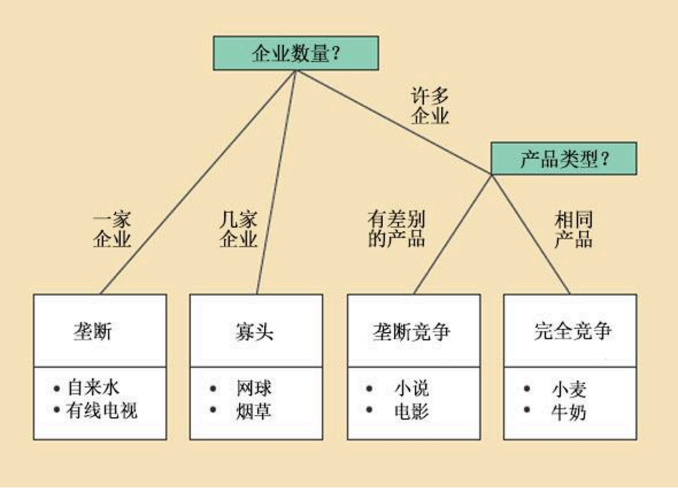 企业数量？
许多
企业
产品类型？
一家
企业
几家
企业
有差别
的产品
相同
产品
垄断
寡头
垄断竞争
完全竞争
• 自来水
• 有线电视
• 网球
• 烟草
• 小说
• 电影
• 小麦
• 牛奶